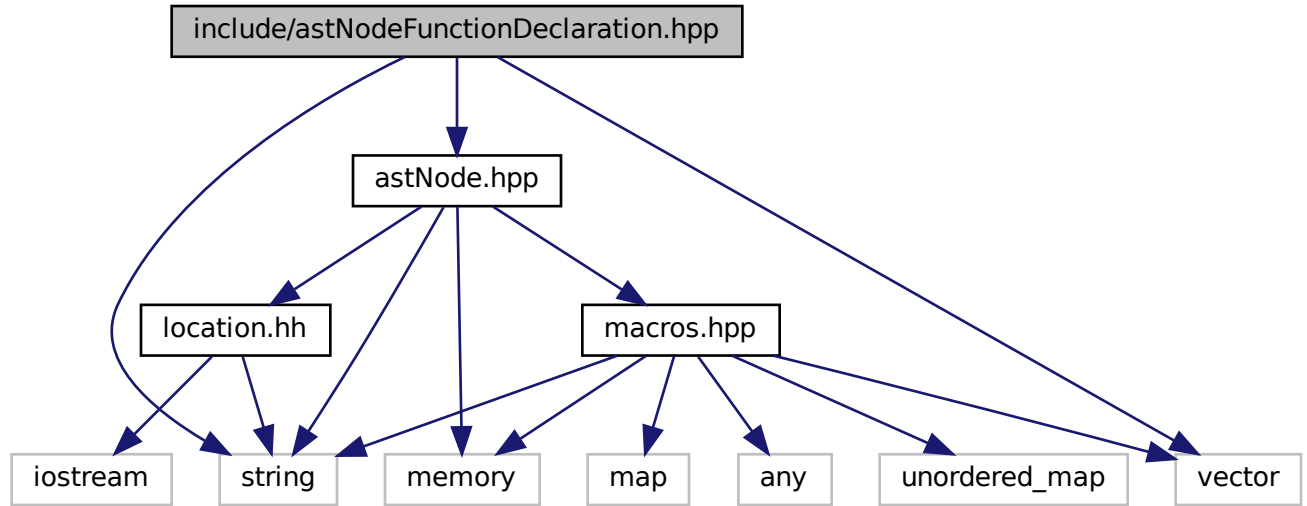 include/astNodeFunctionDeclaration.hpp
astNode.hpp
location.hh
macros.hpp
iostream
string
memory
map
any
unordered_map
vector